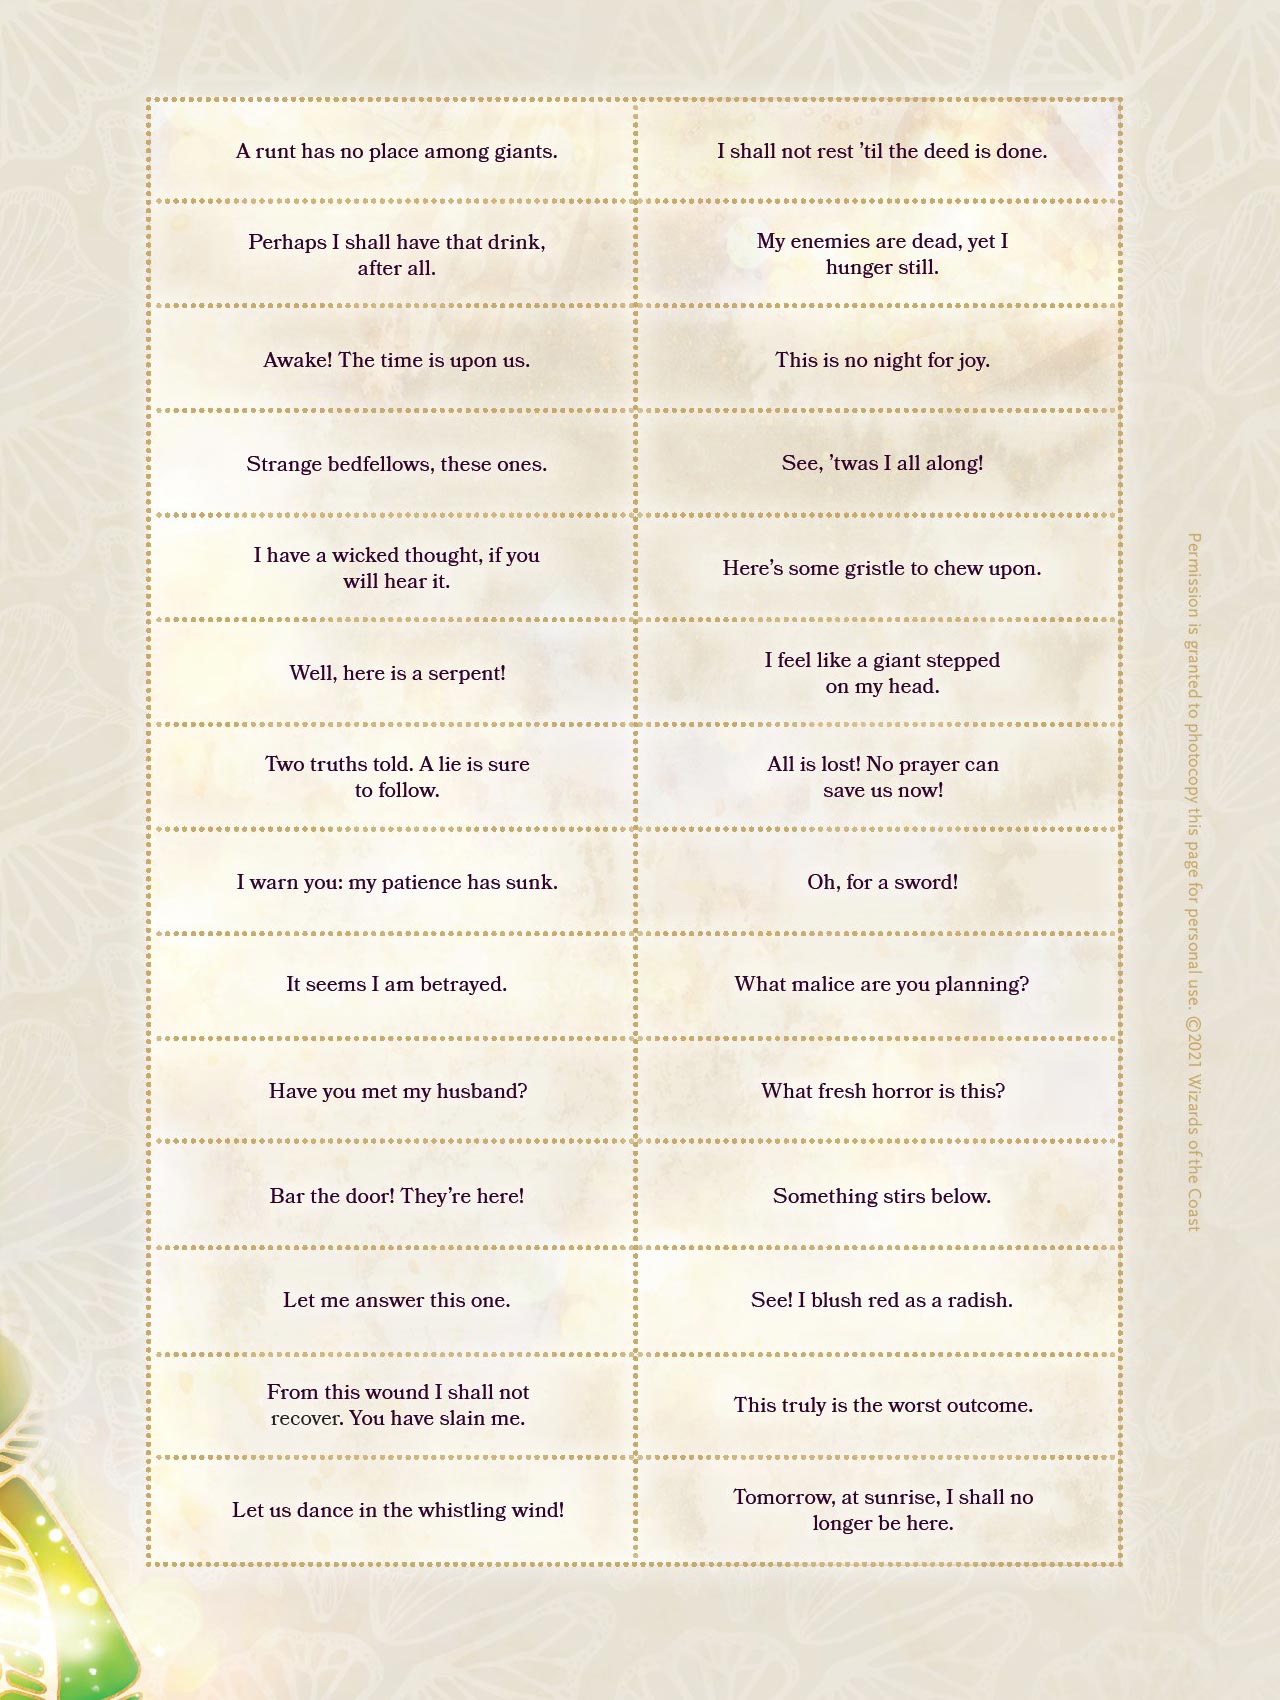 A runt has no place among giants.
I shall not rest ’til the deed is done.
Perhaps I shall have that drink,
after all.
My enemies are dead, yet I
hunger still.
Awake! The time is upon us.
This is no night for joy.
Strange bedfellows, these ones.
See, ’twas I all along!
I have a wicked thought, if you
will hear it.
Here’s some gristle to chew upon.
Well, here is a serpent!
I feel like a giant stepped
on my head.
Two truths told. A lie is sure
to follow.
All is lost! No prayer can
save us now!
I warn you: my patience has sunk.
Oh, for a sword!
It seems I am betrayed.
What malice are you planning?
Have you met my husband?
What fresh horror is this?
Bar the door! They’re here!
Something stirs below.
Let me answer this one.
See! I blush red as a radish.
From this wound I shall not
recover. You have slain me.
This truly is the worst outcome.
Let us dance in the whistling wind!
Tomorrow, at sunrise, I shall no
longer be here.
Permission is granted to photocopy this page for personal use. ©2021 Wizards of the Coast